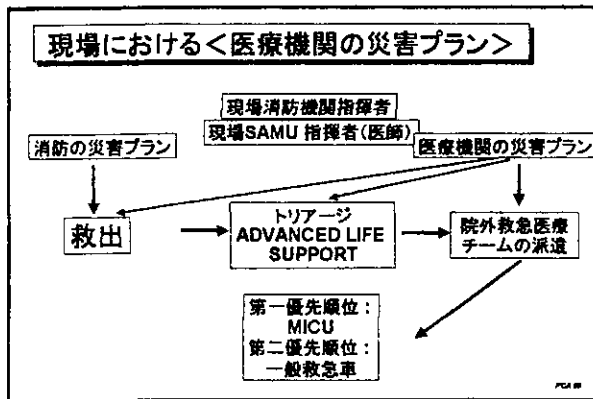 現場における<医療機関の災害プラン>
現場消防機関指揮者
現場SAMU 指揮者(医師)
消防の災害プラン
医療機関の災害プラン
救出
トリアージ
ADVANCED LIFE
SUPPORT
院外救急医療
チームの派遣
第一優先順位:
MICU
第二優先順位:
一般救急車